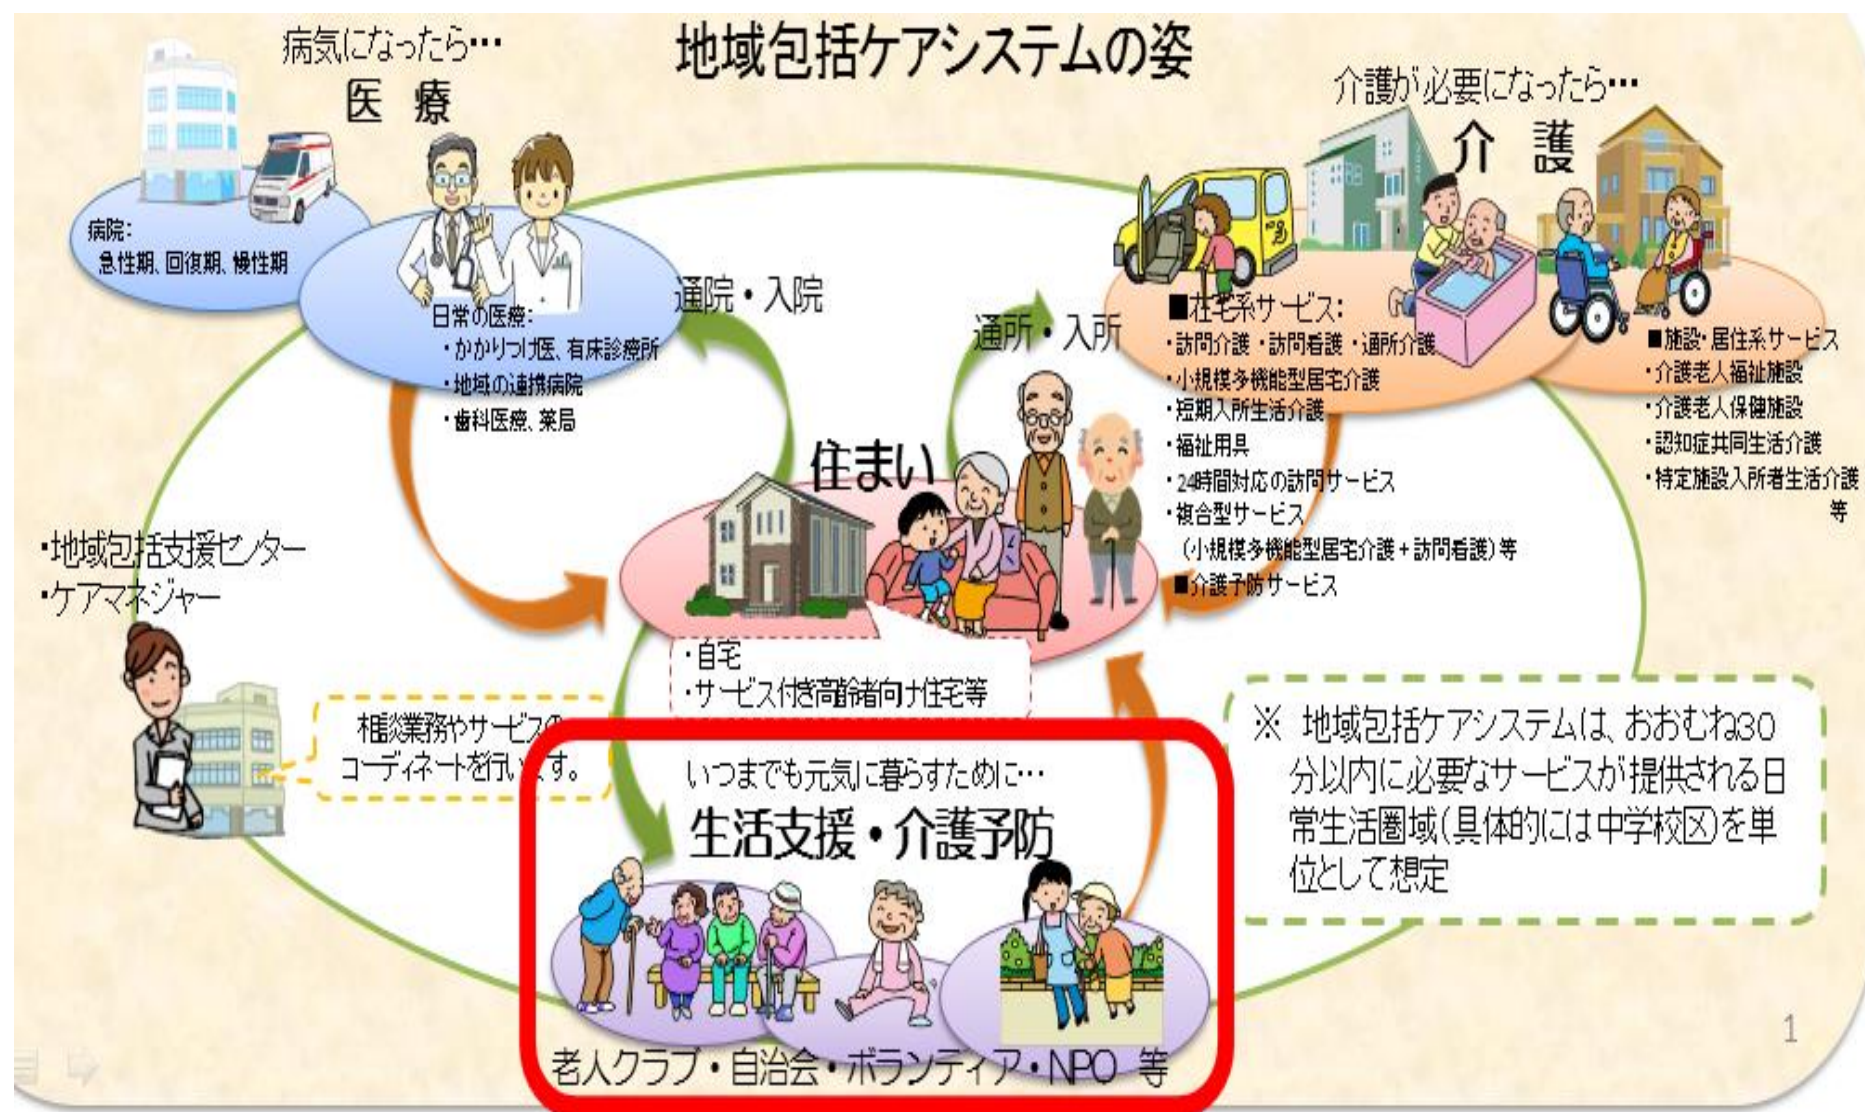 地域包括ケアシステムの姿
病気になったら…
医 療
病院：
急性期、回復期、慢性期
日常の医療：
・かかりつけ医、有床診療所
・地域の連携病院
・歯科医療、薬局
通院・入院
通所・入所
介護が必要になったら…
介 護
■在宅系サービス：
・訪問介護 ・訪問看護 ・通所介護
・小規模多機能型居宅介護
・短期入所生活介護
・福祉用具
・24時間対応の訪問サービス
・複合型サービス
（小規模多機能型居宅介護＋訪問看護）等
■介護予防サービス
■施設・居住系サービス
・介護老人福祉施設
・介護老人保健施設
・認知症共同生活介護
・特定施設入所者生活介護
等
住まい
・自宅
・サービス付き高齢者向け住宅等
・地域包括支援センター
・ケアマネジャー
相談業務やサービスの
コーディネートを行います。
いつまでも元気に暮らすために…
生活支援・介護予防
老人クラブ・自治会・ボランティア・NPO 等
※ 地域包括ケアシステムは、おおむね30
分以内に必要なサービスが提供される日
常生活圏域（具体的には中学校区）を単
位として想定
1